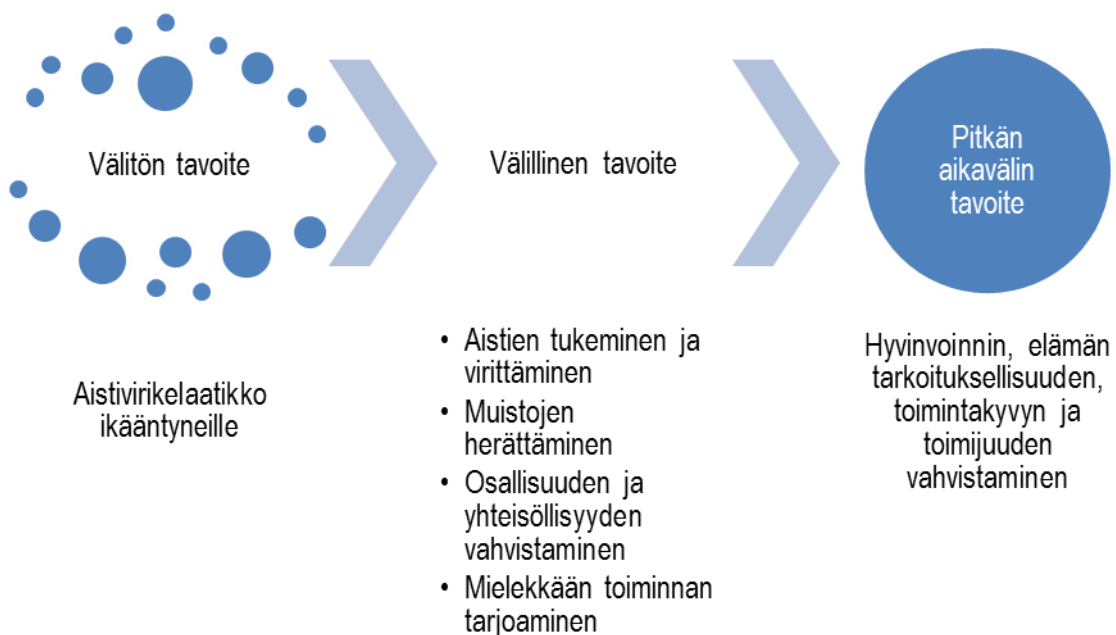 Välitön tavoite
Aistivirikelaatikko
ikääntyneille
Välillinen tavoite
• Aistien tukeminen ja
virittäminen
• Muistojen
herättäminen
• Osallisuuden ja
yhteisöllisyyden
vahvistaminen
• Mielekkään toiminnan
tarjoaminen
Pitkän
aikavälin
tavoite
Hyvinvoinnin, elämän
tarkoituksellisuuden,
toimintakyvyn ja
toimijuuden
vahvistaminen